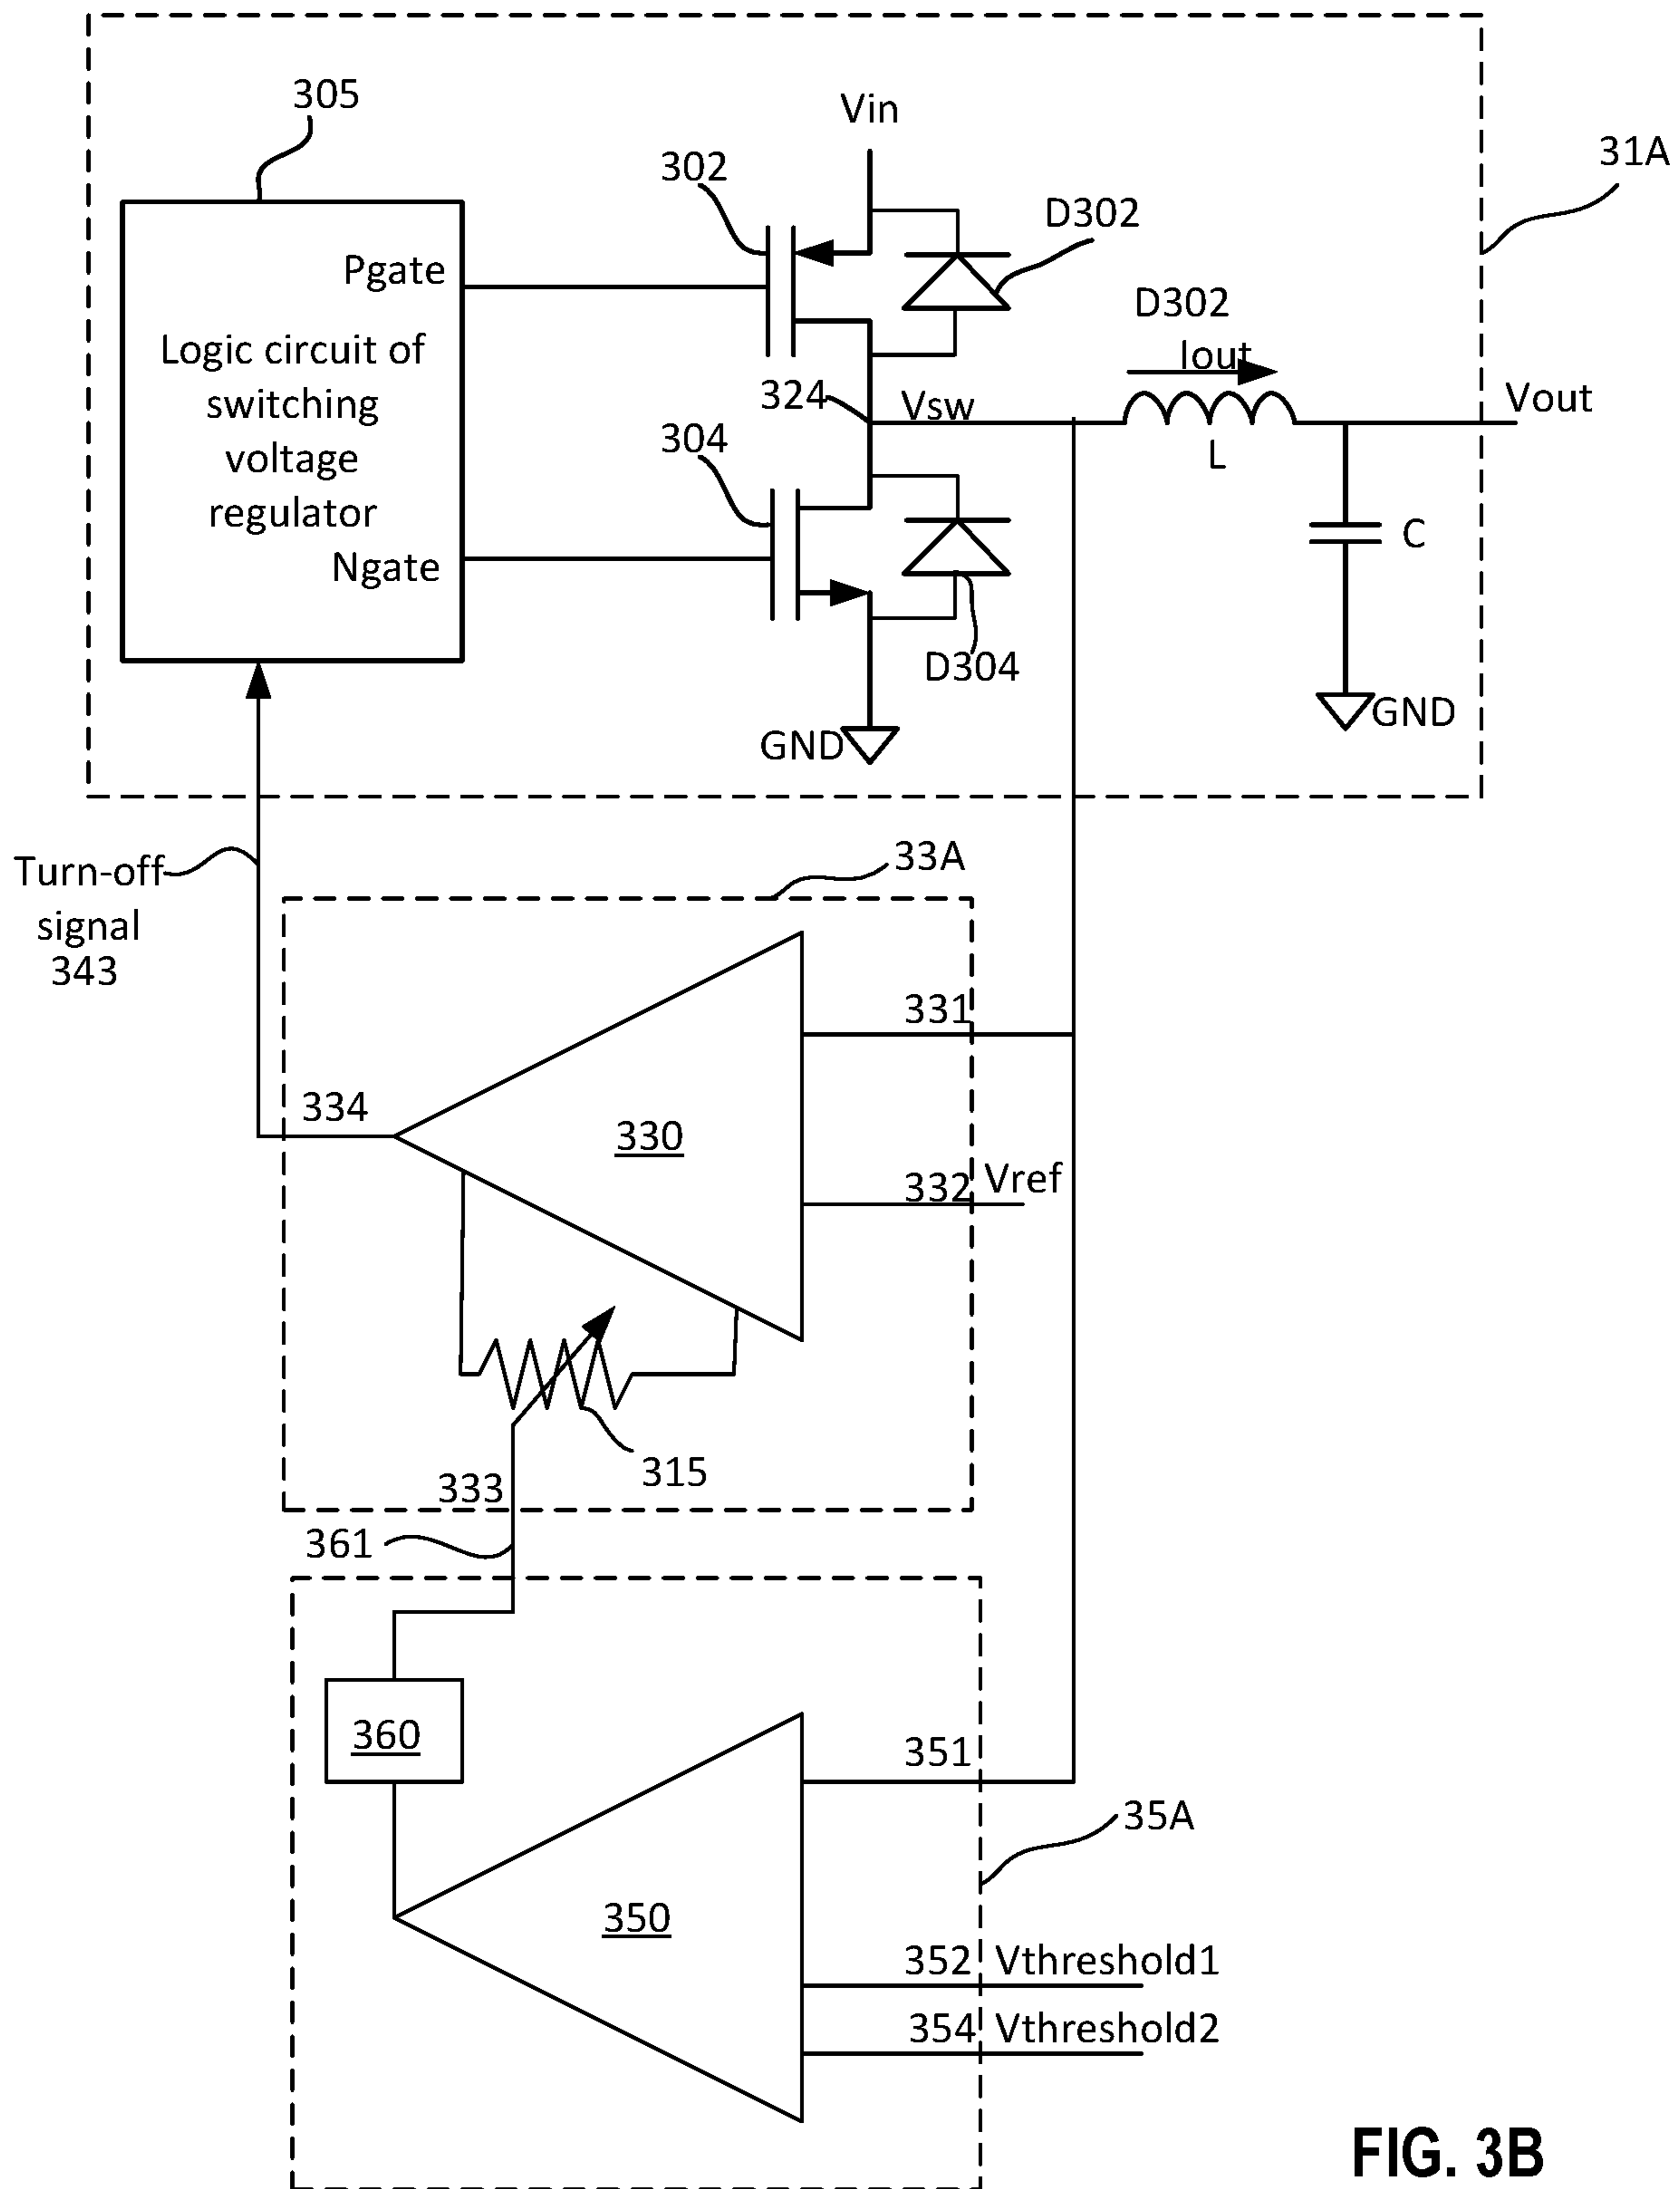 305
Vin
302
D302
31A
Pgate
Logic circuit of
switching
voltage
regulator
Ngate
D302
Iout
324
Vsw
Vout
304
L
C
D304
GND
GND
Turn-off
signal
343
33A
331
334
330
332
Vref
315
333
361
360
351
35A
350
352
Vthreshold1
354
Vthreshold2
FIG. 3B